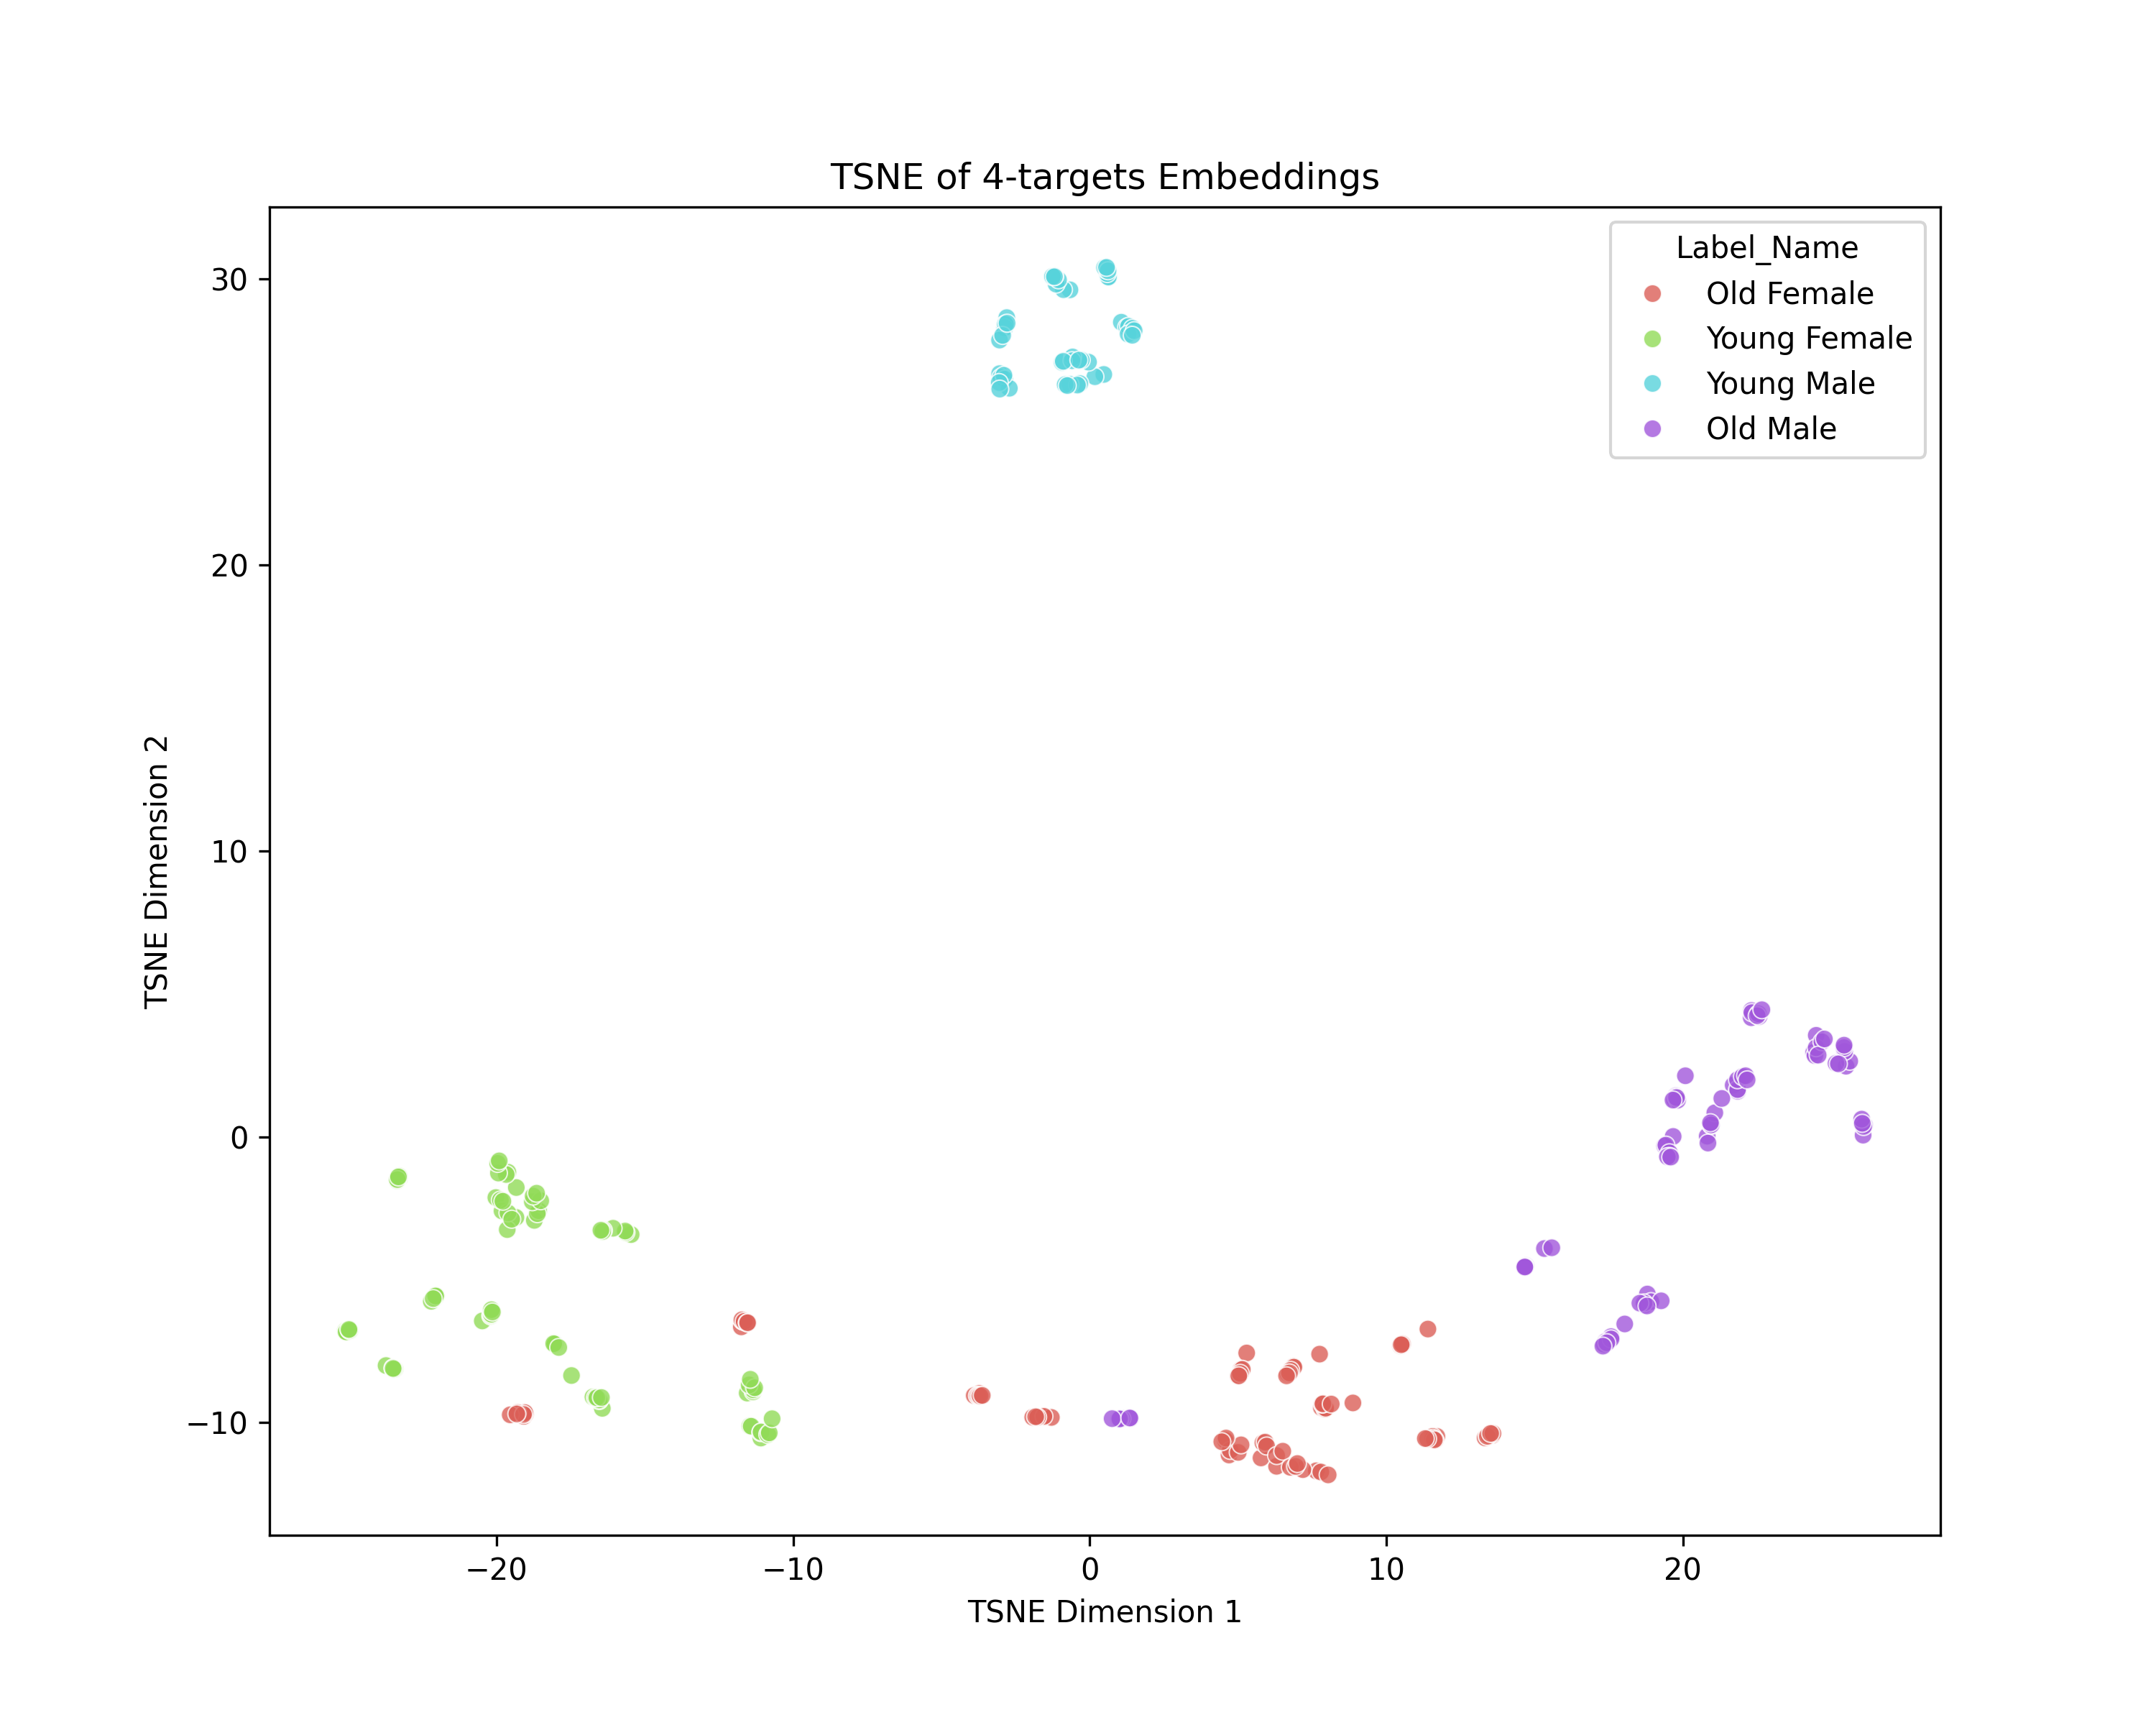 TSNE of 4-targets Embeddings
Label_Name
Old Female
Young Female
Young Male
Old Male
30
20
10
0
−10
TSNE Dimension 2
−20
−10
0
10
20
TSNE Dimension 1